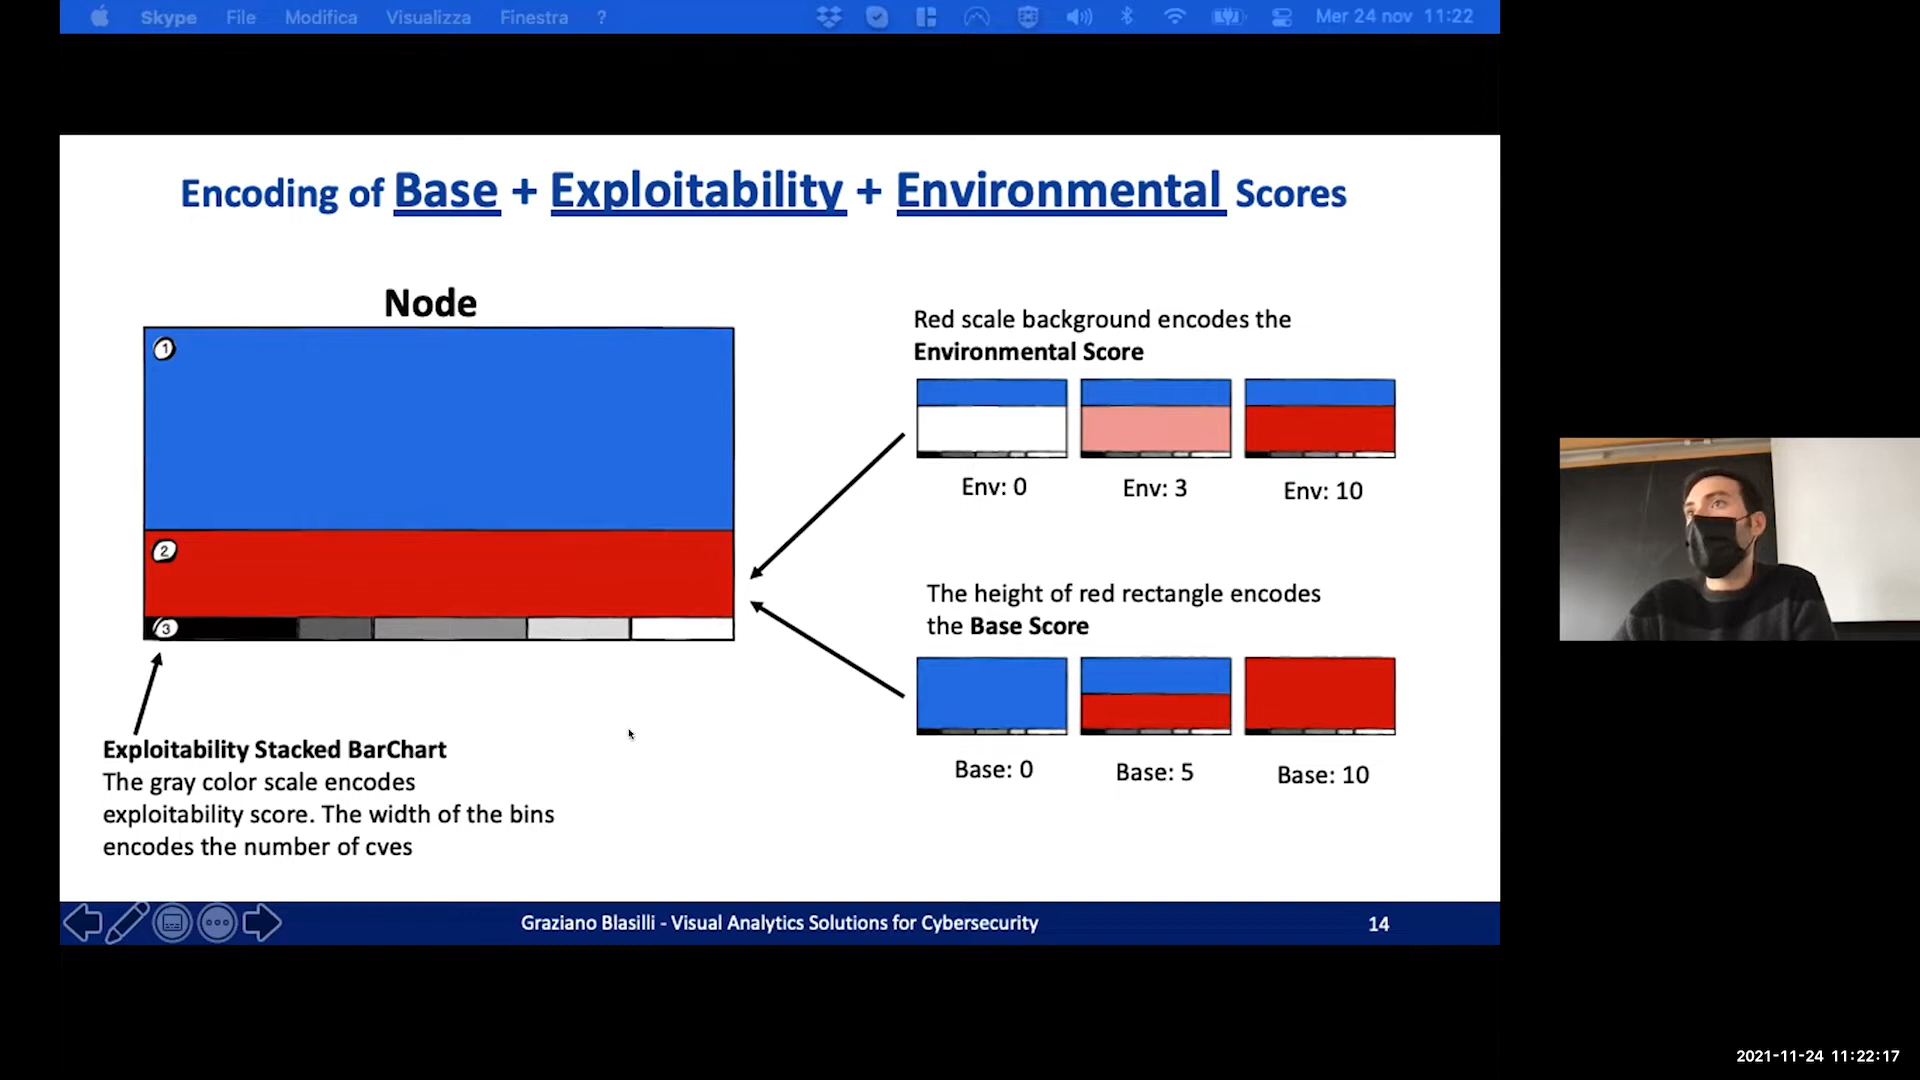 Skype File Modifica Visualizza Finestra ? Mer 24 nov 11:22
Encoding of Base + Exploitability + Environmental Scores
Node
1
2
3
Exploitability Stacked BarChart
The gray color scale encodes
exploitability score. The width of the bins
encodes the number of cves
Red scale background encodes the
Environmental Score
Env: 0 Env: 3 Env: 10
The height of red rectangle encodes
the Base Score
Base: 0 Base: 5 Base: 10
Graziano Blasilli - Visual Analytics Solutions for Cybersecurity 14
2021-11-24 11:22:17